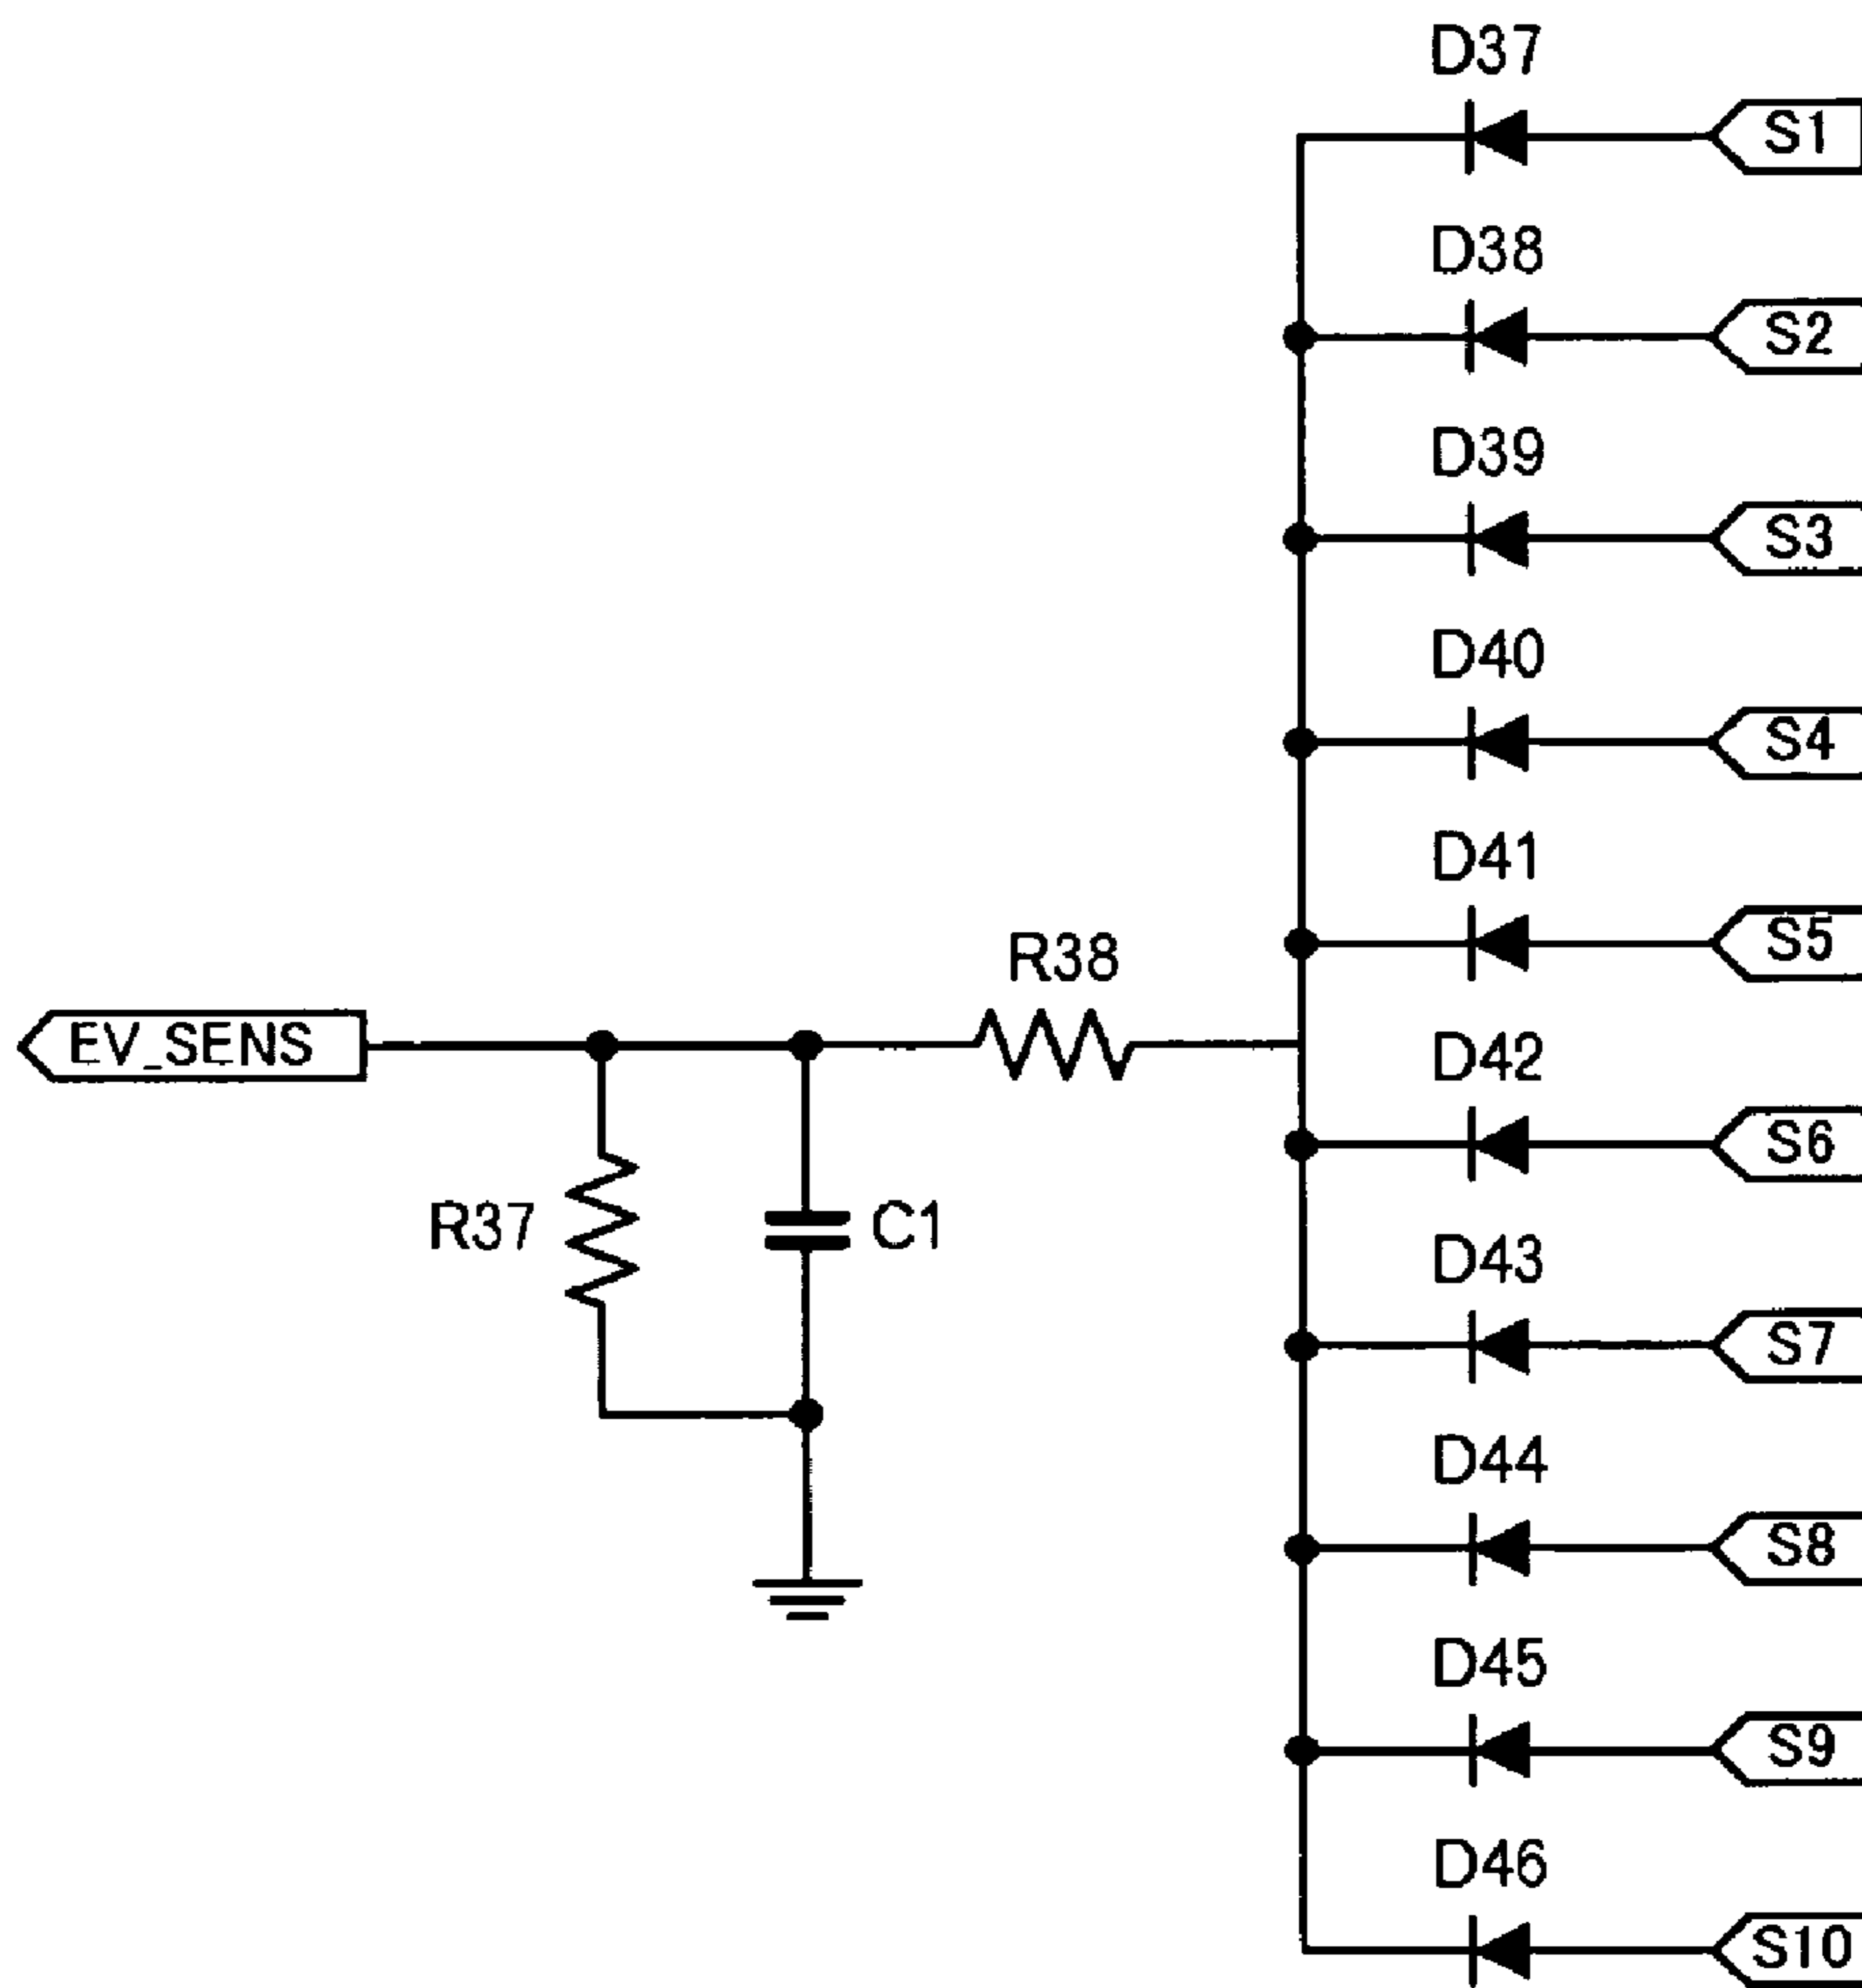 D37
S1
D38
S2
D39
S3
D40
S4
D41
S5
R38
EV_SENS
D42
S6
R37
C1
D43
S7
D44
S8
D45
S9
D46
S10